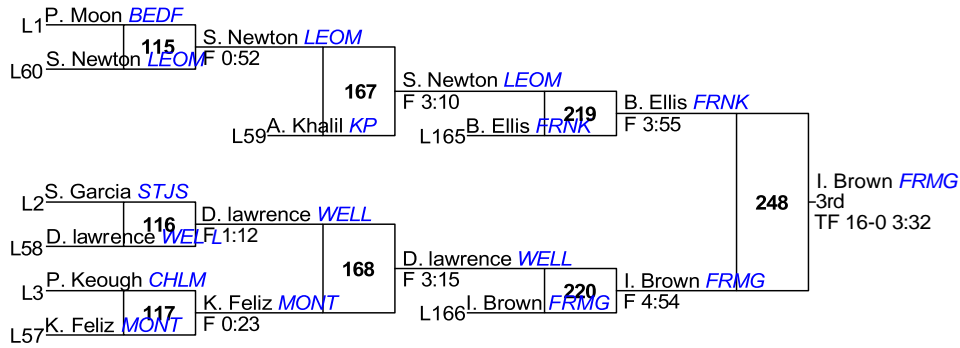 L1 P. Moon BEDF
115
L60 S. Newton LEOM
S. Newton LEOM
F 0:52
167
L59 A. Khalil KP
S. Newton LEOM
F 3:10
219
L165 B. Ellis FRNK
B. Ellis FRNK
F 3:55
L2 S. Garcia STJS
116
L58 D. lawrence WELL
D. lawrence WELL
F 1:12
168
L3 P. Keough CHLM
117
L57 K. Feliz MONT
K. Feliz MONT
F 0:23
D. lawrence WELL
F 3:15
220
L166 I. Brown FRMG
I. Brown FRMG
F 4:54
248
I. Brown FRMG
3rd
TF 16-0 3:32